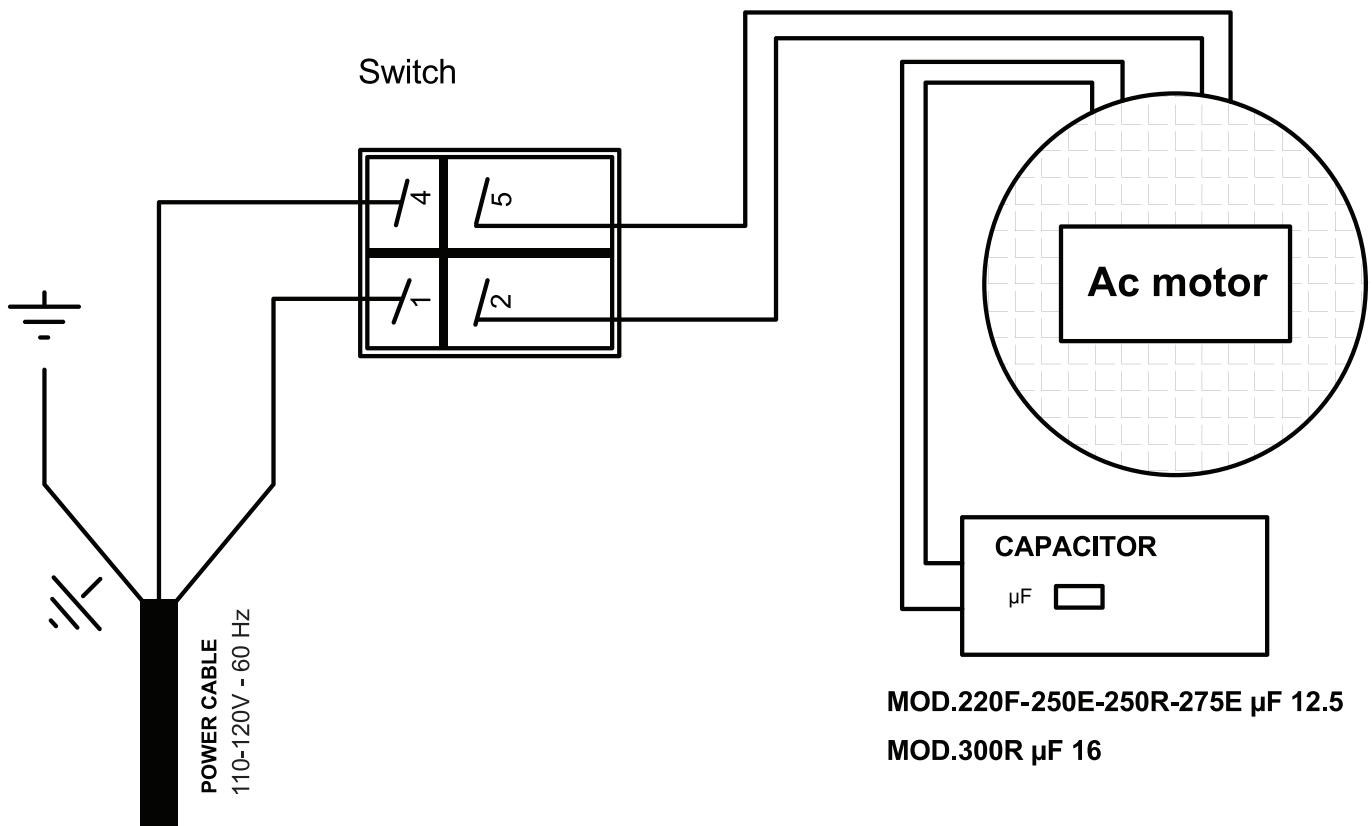 Switch
4
5
1
2
Ac motor
CAPACITOR
µF
POWER CABLE
110-120V - 60 Hz
MOD.220F-250E-250R-275E µF 12.5
MOD.300R µF 16